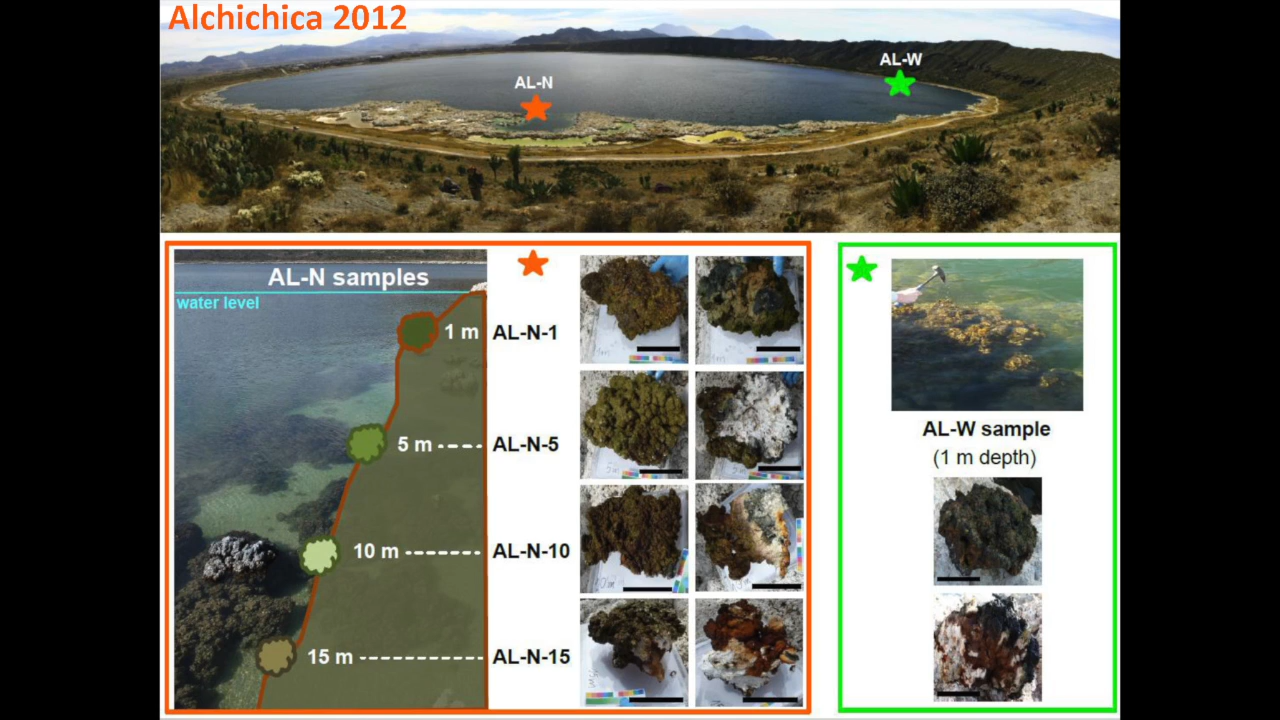 Alchichica 2012
AL-N
AL-W
AL-N samples
water level
1 m
AL-N-1
5 m
AL-N-5
10 m
AL-N-10
15 m
AL-N-15
AL-W sample
(1 m depth)